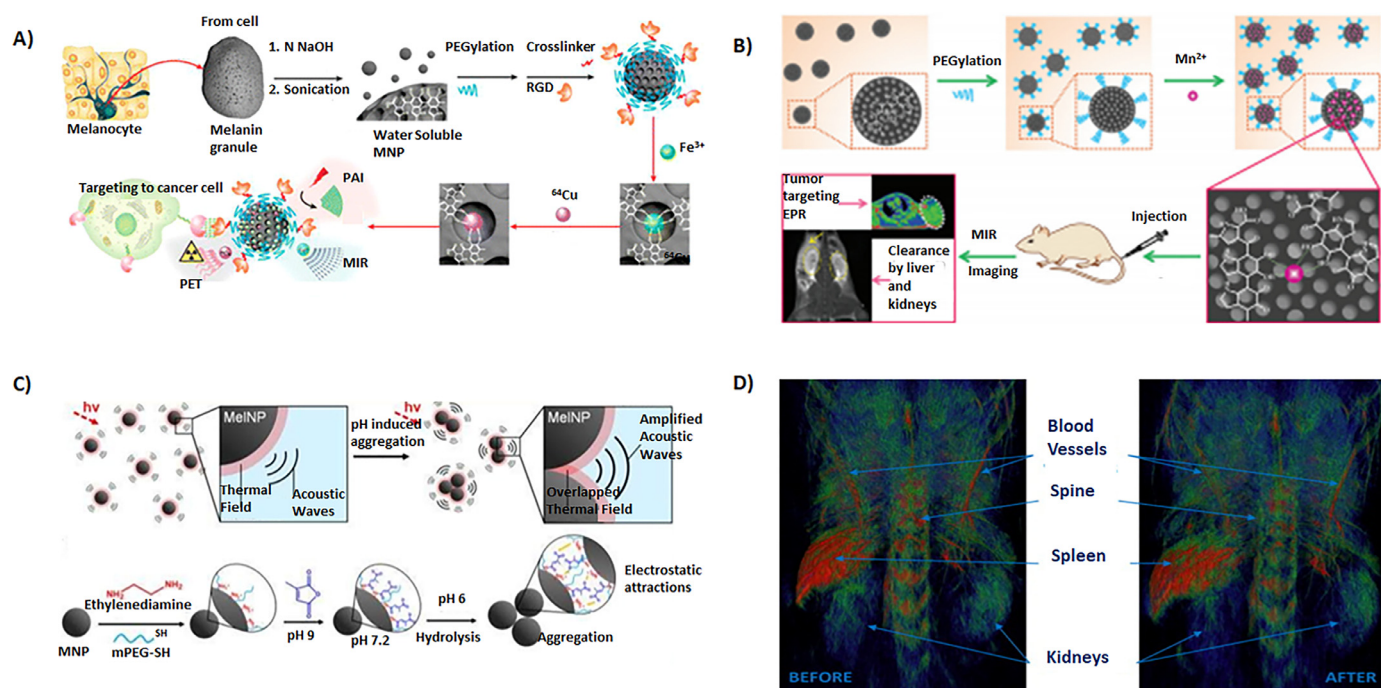 A)
From cell
1. N NaOH
2. Sonication
PEGylation
Crosslinker
RGD
Melanocyte
Melanin
granule
Water Soluble
MNP
Fe³⁺
Targeting to cancer cell
PAI
⁶⁴Cu
⁶⁴Cu
PET
MIR
B)
PEGylation
Mn²⁺
Tumor
targeting
EPR
Clearance
by liver
and
kidneys
MIR
Imaging
Injection
C)
hv
MelNP
Thermal
Field
Acoustic
Waves
pH induced
aggregation
hv
MelNP
Amplified
Acoustic
Waves
Overlapped
Thermal Field
H₂N
NH₂
Ethylenediamine
MNP
SH
mPEG-SH
pH 9
pH 7.2
pH 6
Hydrolysis
Aggregation
Electrostatic
attractions
D)
Blood
Vessels
Spine
Spleen
Kidneys
BEFORE
AFTER